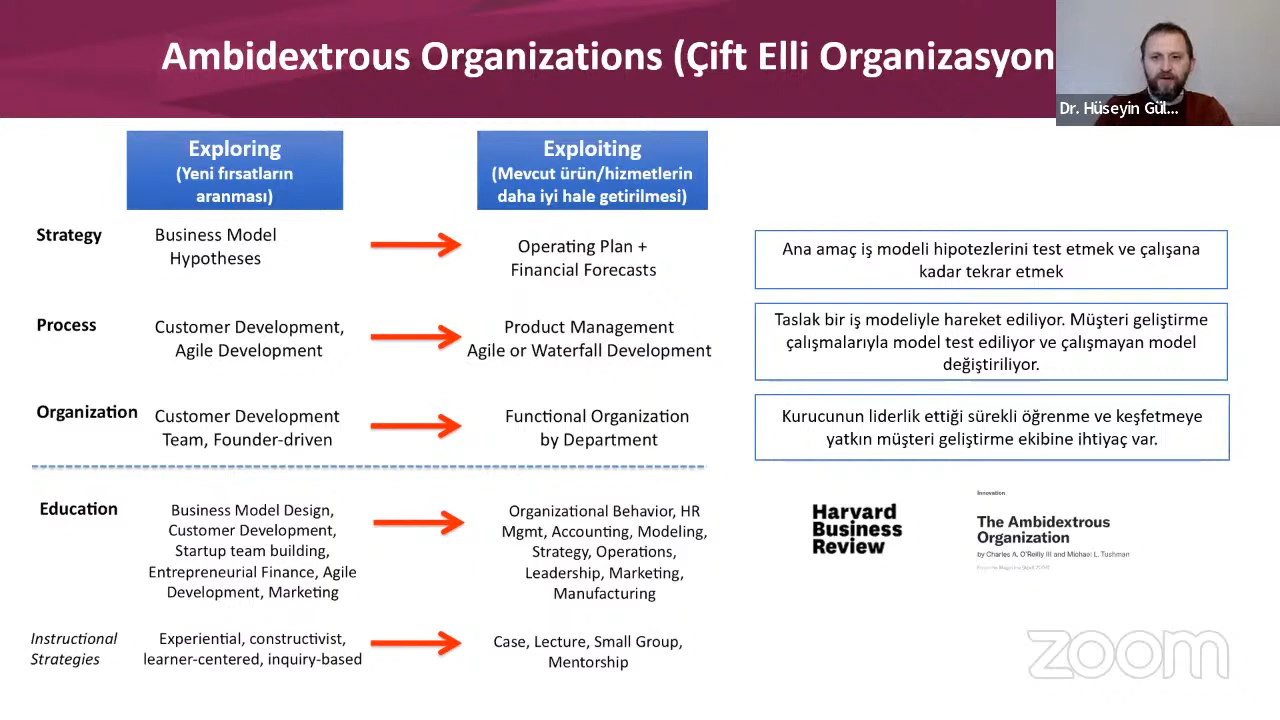 Ambidextrous Organizations (Çift Elli Organizasyon
Dr. Hüseyin Gül...
Exploring
(Yeni fırsatların
aranması)
Exploiting
(Mevcut ürün/hizmetlerin
daha iyi hale getirilmesi)
Strategy
Business Model
Hypotheses
Operating Plan +
Financial Forecasts
Ana amaç iş modeli hipotezlerini test etmek ve çalışana
kadar tekrar etmek
Process
Customer Development,
Agile Development
Product Management
Agile or Waterfall Development
Taslak bir iş modeliyle hareket ediliyor. Müşteri geliştirme
çalışmalarıyla model test ediliyor ve çalışmayan model
değiştiriliyor.
Organization
Customer Development
Team, Founder-driven
Functional Organization
by Department
Kurucunun liderlik ettiği sürekli öğrenme ve keşfetmeye
yatkın müşteri geliştirme ekibine ihtiyaç var.
Education
Business Model Design,
Customer Development,
Startup team building,
Entrepreneurial Finance, Agile
Development, Marketing
Organizational Behavior, HR
Mgmt, Accounting, Modeling,
Strategy, Operations,
Leadership, Marketing,
Manufacturing
Harvard
Business
Review
Innovation
The Ambidextrous
Organization
by Charles A. O'Reilly III and Michael L. Tushman
Instructional
Strategies
Experiential, constructivist,
learner-centered, inquiry-based
Case, Lecture, Small Group,
Mentorship
zoom